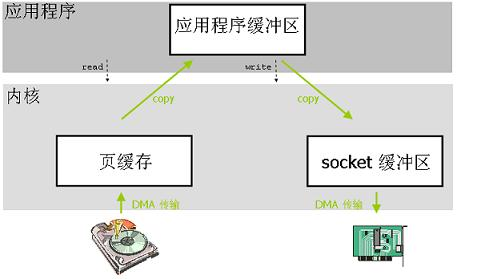 应用程序
应用程序缓冲区
read
write
copy
copy
内核
页缓存
socket 缓冲区
DMA 传输
DMA 传输